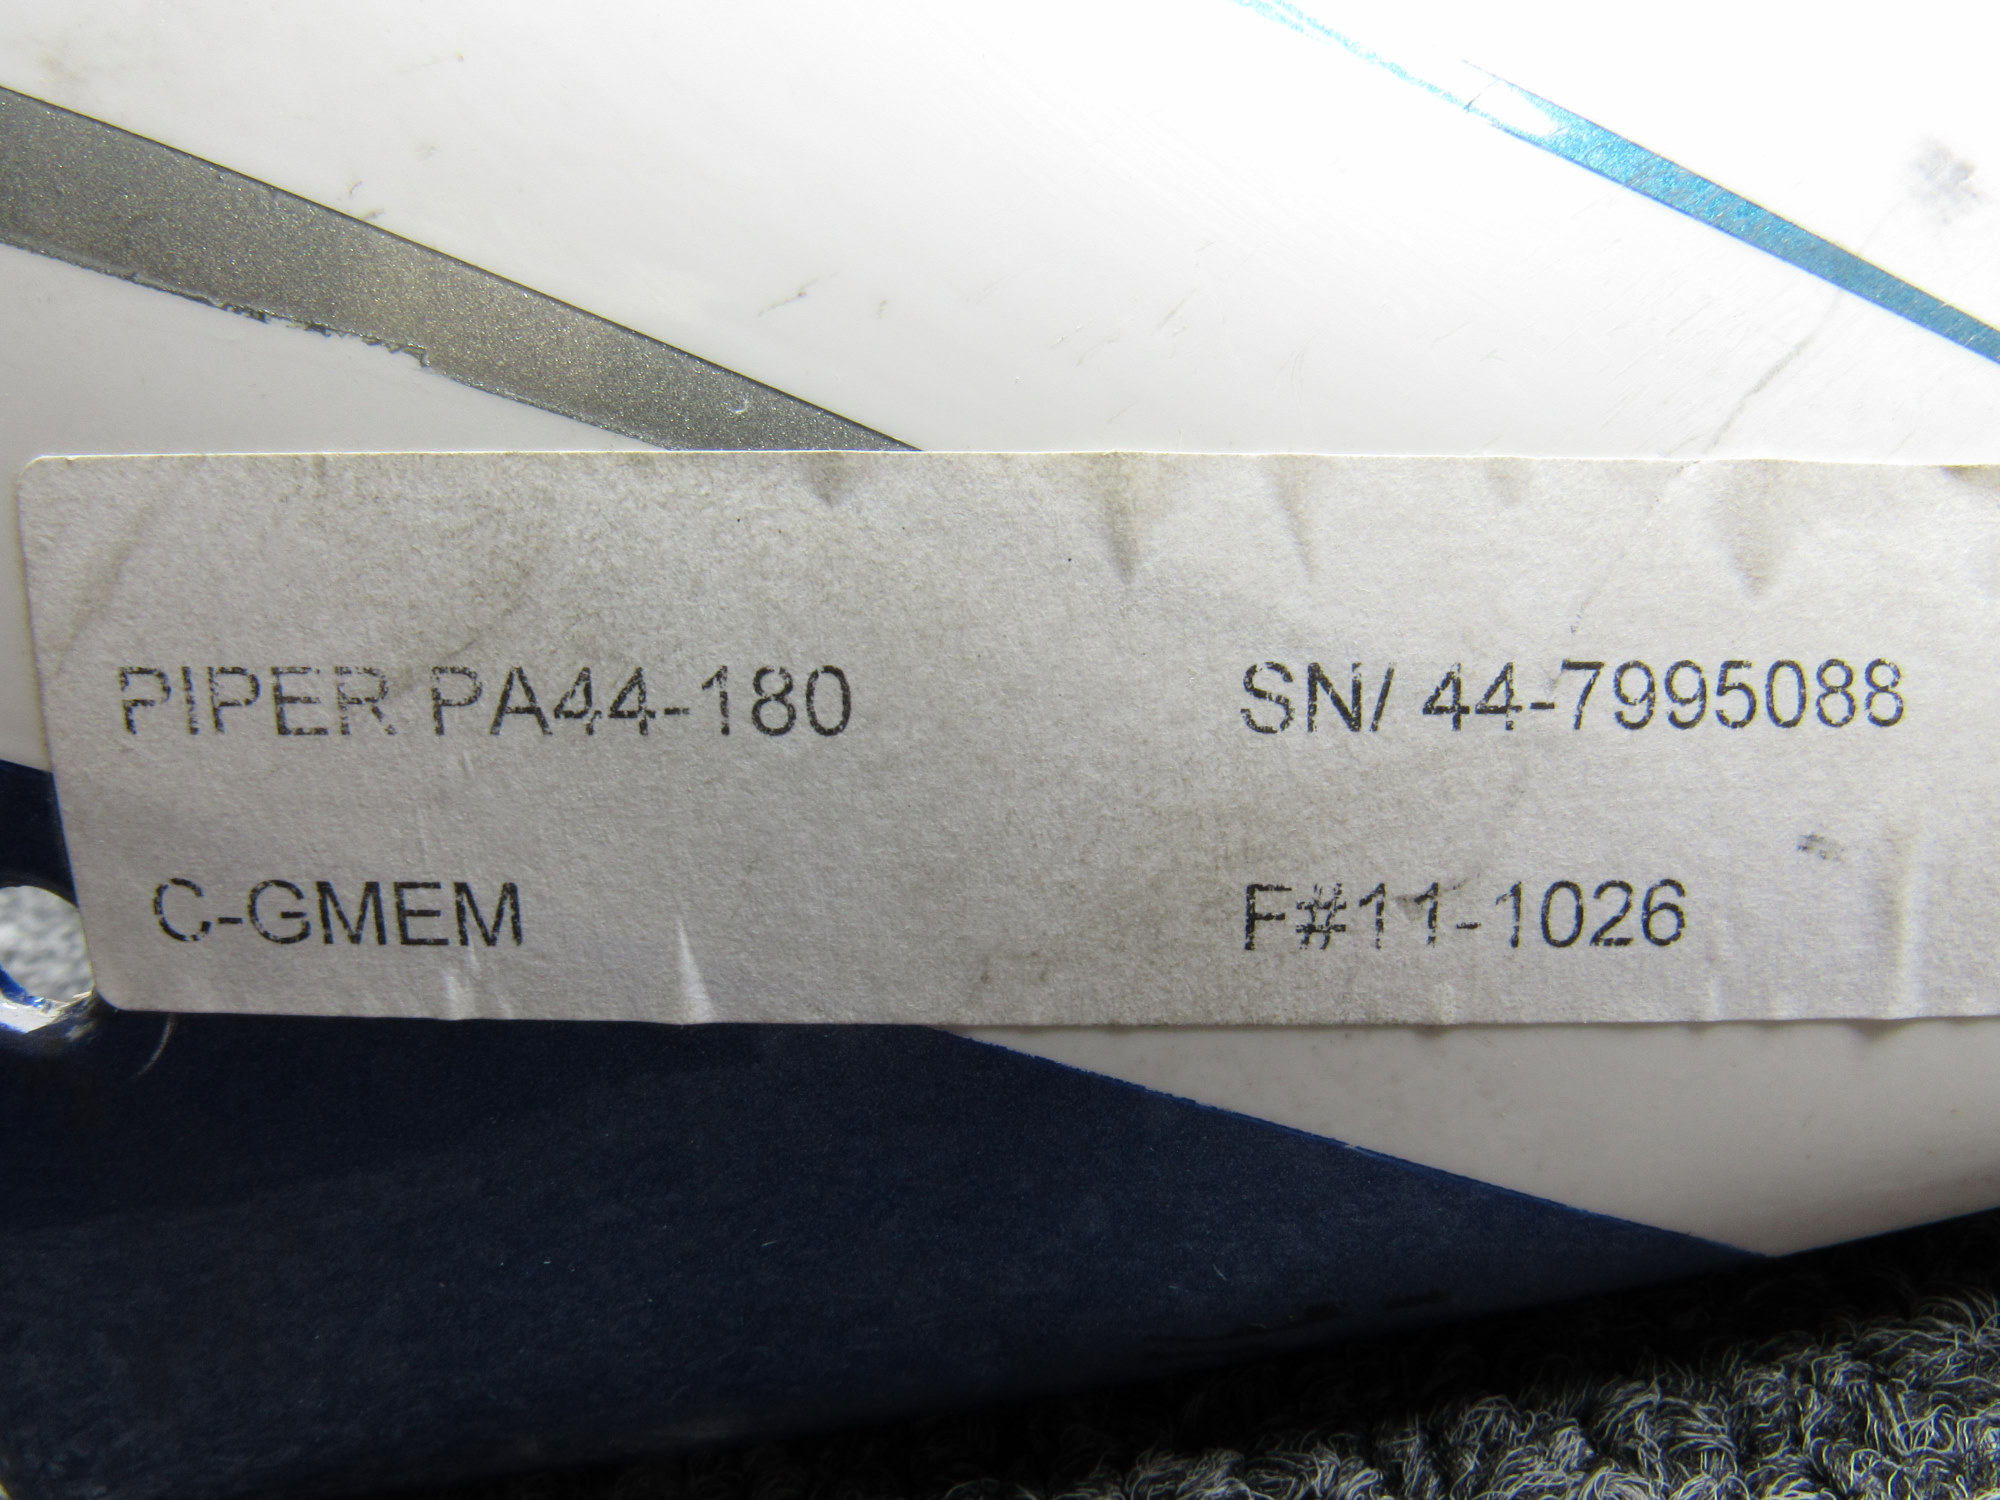 PIPER PA44-180 SN/ 44-7995088
C-GMEM F#11-1026